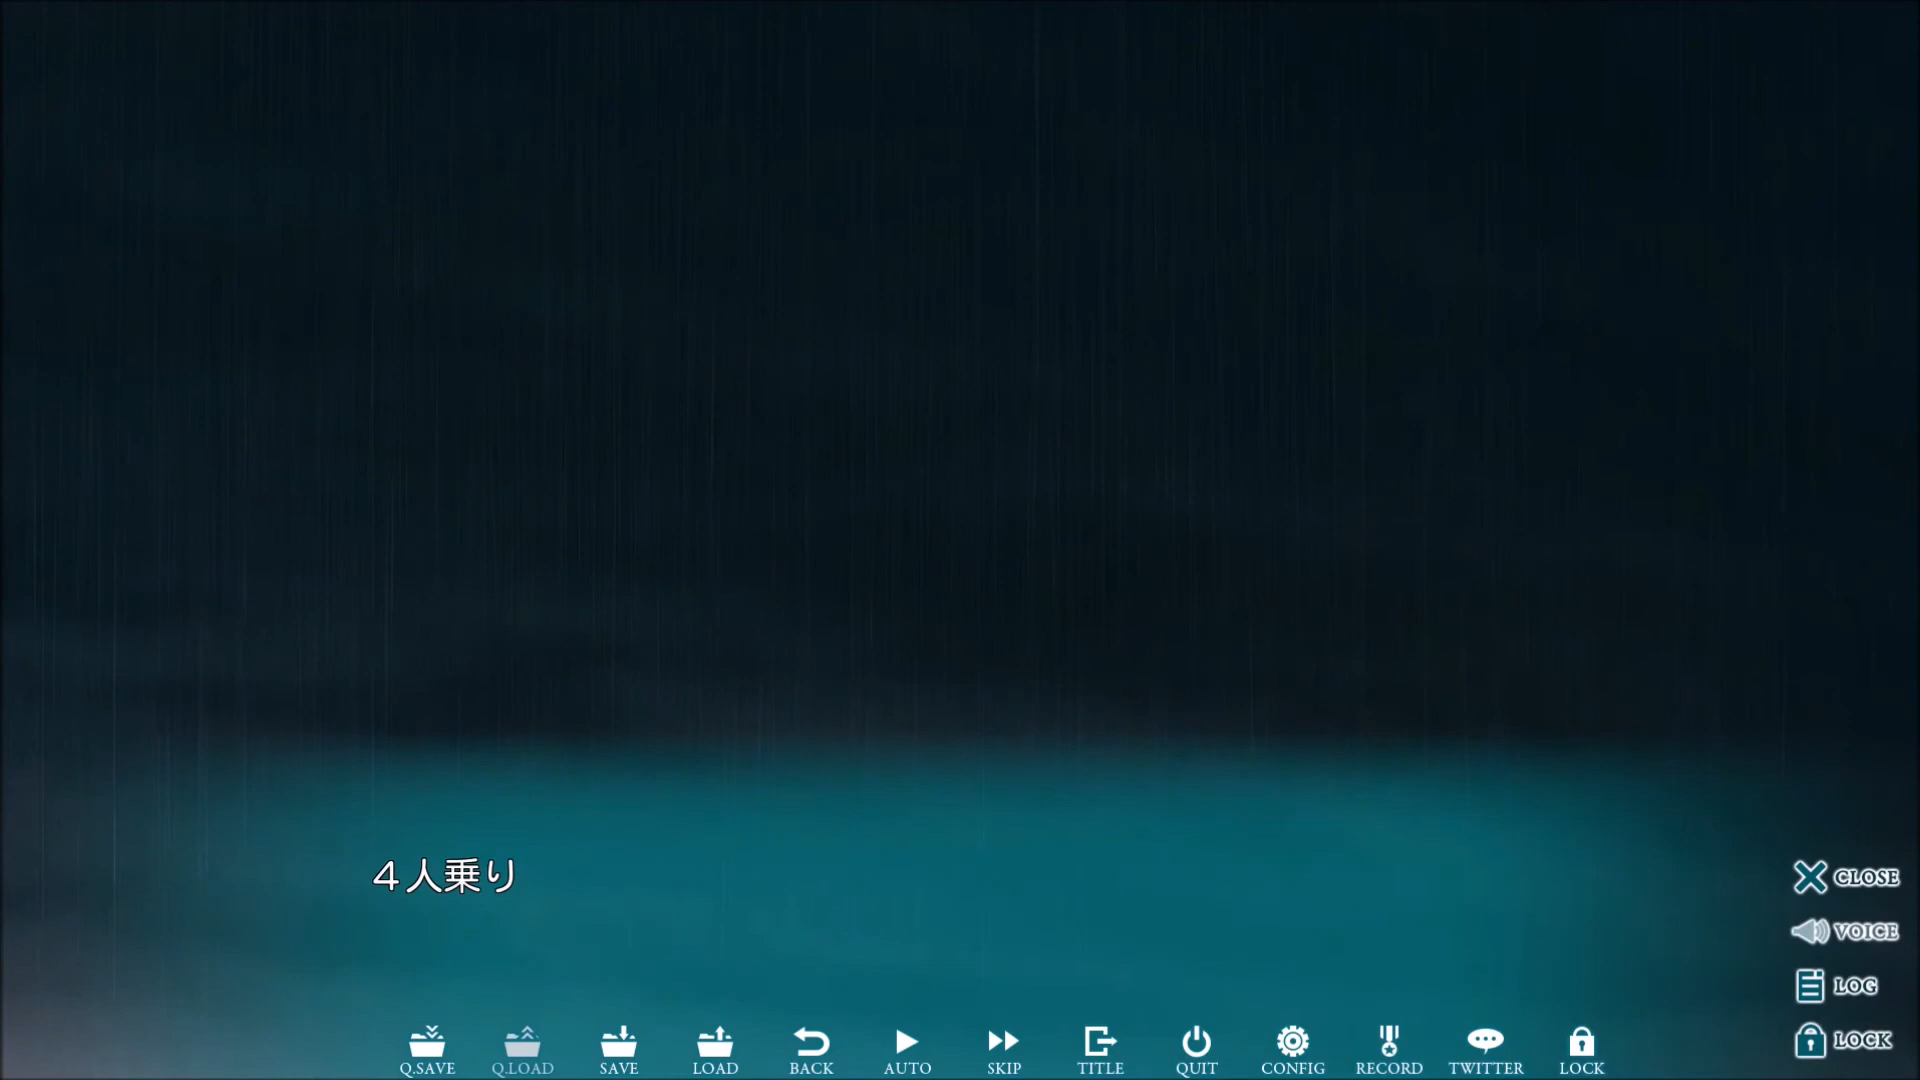 ４人乗り
CLOSE
VOICE
LOG
LOCK
Q.SAVE Q.LOAD SAVE LOAD BACK AUTO SKIP TITLE QUIT CONFIG RECORD TWITTER LOCK